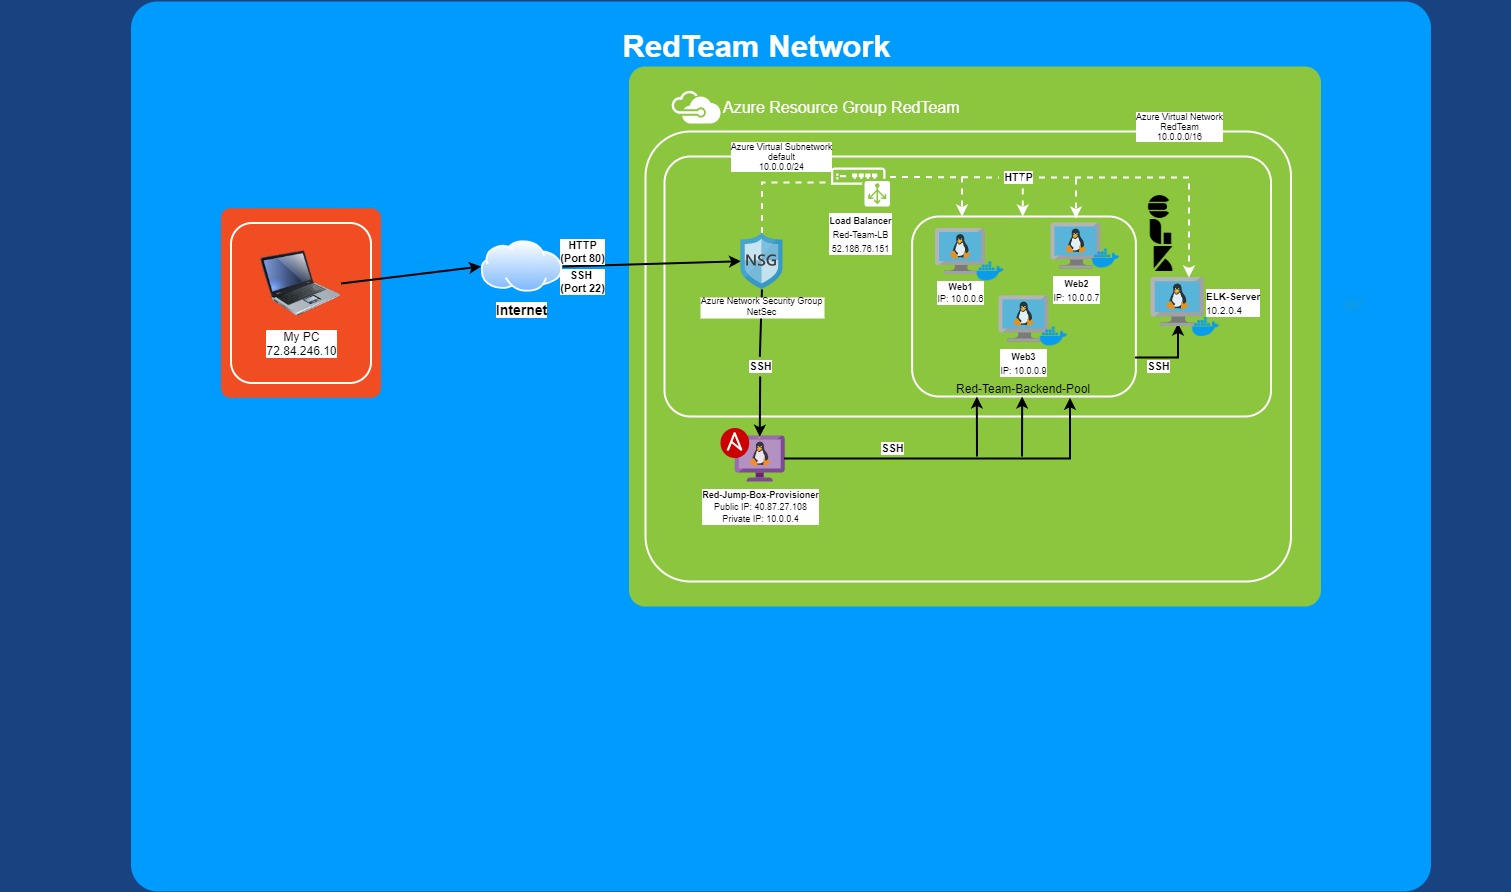 RedTeam Network
Azure Resource Group RedTeam
Azure Virtual Network
RedTeam
10.0.0.0/16
Azure Virtual Subnetwork
default
10.0.0.0/24
HTTP
Load Balancer
Red-Team-LB
52.186.76.151
elk
NSG
Azure Network Security Group
NetSec
HTTP
(Port 80)
SSH
(Port 22)
Internet
My PC
72.84.246.10
Web1
IP: 10.0.0.6
Web2
IP: 10.0.0.7
Web3
IP: 10.0.0.9
Red-Team-Backend-Pool
ELK-Server
10.2.0.4
SSH
SSH
SSH
A
Red-Jump-Box-Provisioner
Public IP: 40.87.27.108
Private IP: 10.0.0.4